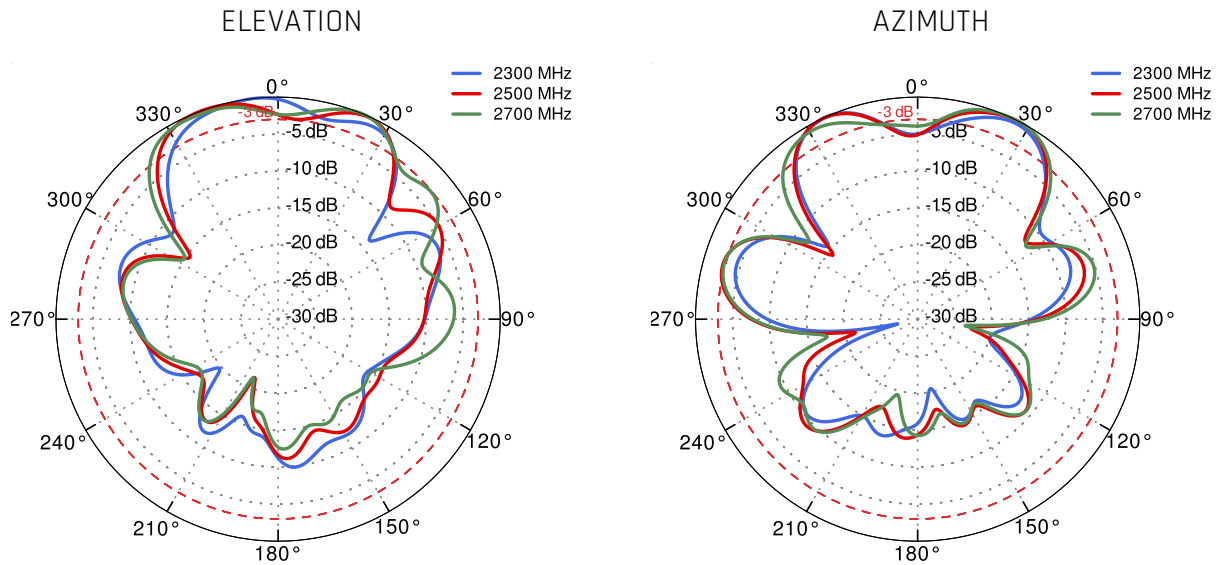 ELEVATION
2300 MHz
2500 MHz
2700 MHz
0°
30°
60°
90°
120°
150°
180°
210°
240°
270°
300°
330°
-3 dB
-5 dB
-10 dB
-15 dB
-20 dB
-25 dB
-30 dB
AZIMUTH
2300 MHz
2500 MHz
2700 MHz
0°
30°
60°
90°
120°
150°
180°
210°
240°
270°
300°
330°
-3 dB
-5 dB
-10 dB
-15 dB
-20 dB
-25 dB
-30 dB